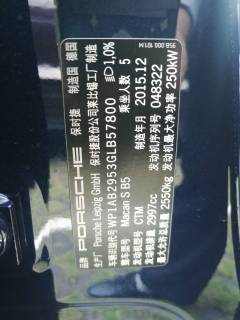 品牌 PORSCHE 保时捷 制造国 德国
生产厂 Porsche Leipzig GmbH 保时捷股份公司莱比锡工厂制造
车辆识别代号 WP1AB2953GLB57800 1,0%
整车型号 Macan S B5 乘坐人数 5
发动机型号 CTM 制造年月 2015.12
发动机排量 2997cc 发动机序列号 048322
最大允许总质量 2550kg 发动机最大净功率 250kW
95B.000.101.M